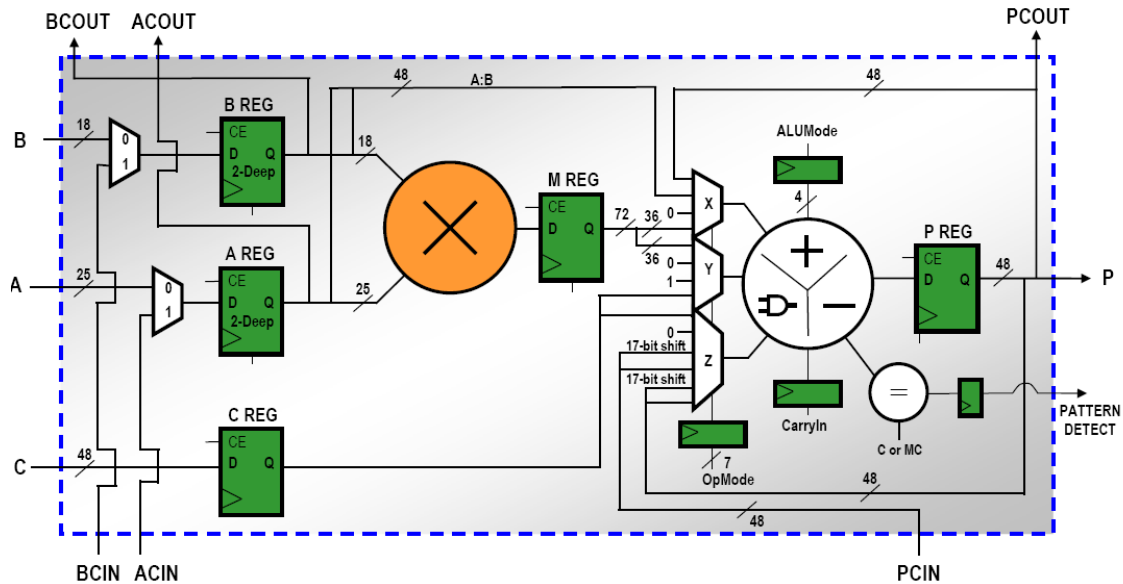 BCOUT ACOUT PCOUT
48 A:B 48
B REG
B 18 0 1 CE D Q 2-Deep 18
ALUMode
4
M REG
CE D Q 72 36 36
X 0
Y 36 0 1
A REG
A 25 0 1 CE D Q 2-Deep 25
P REG
CE D Q 48 P
Z 0
17-bit shift
17-bit shift
=
CarryIn
C or MC
PATTERN
DETECT
C REG
C 48 CE D Q
7
OpMode
48
48
BCIN ACIN PCIN